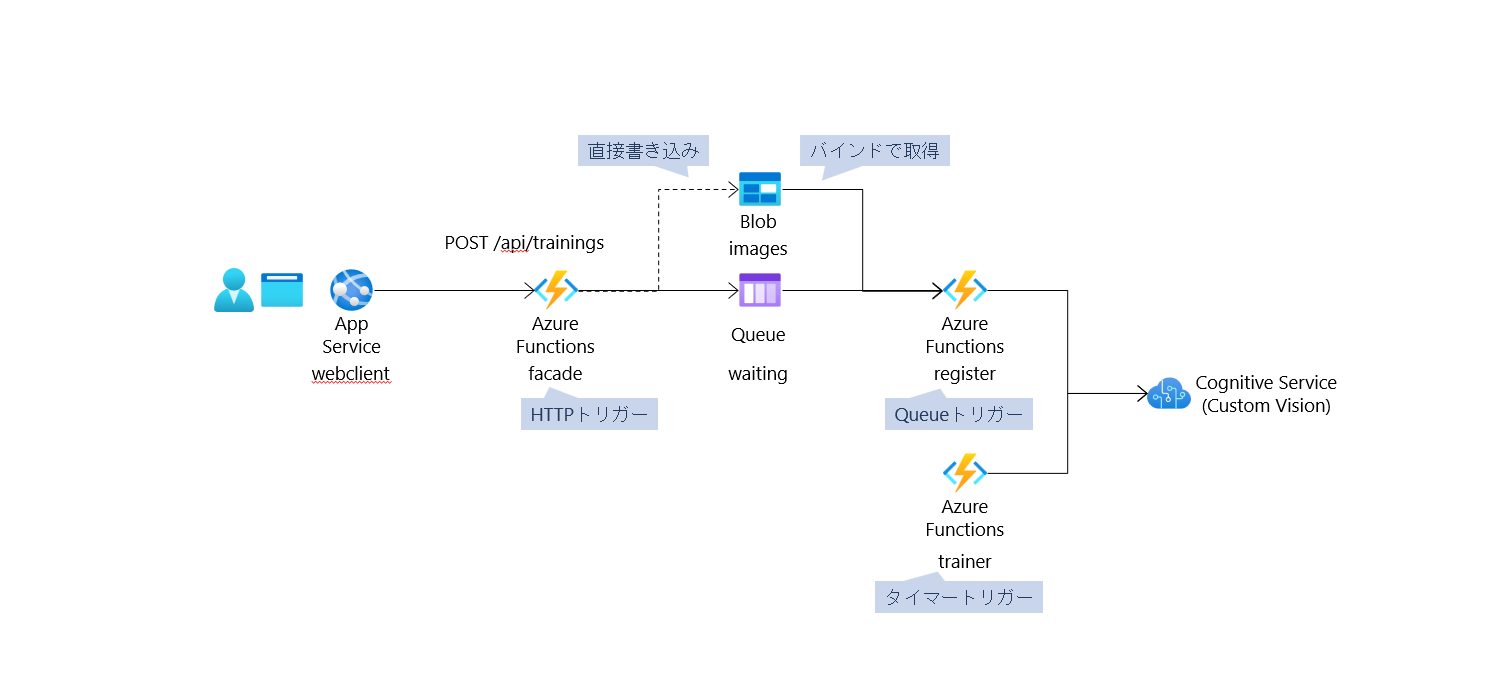 直接書き込み
バインドで取得
Blob
images
POST /api/trainings
App
Service
webclient
Azure
Functions
facade
HTTPトリガー
Queue
waiting
Azure
Functions
register
Queueトリガー
Cognitive Service
(Custom Vision)
Azure
Functions
trainer
タイマートリガー